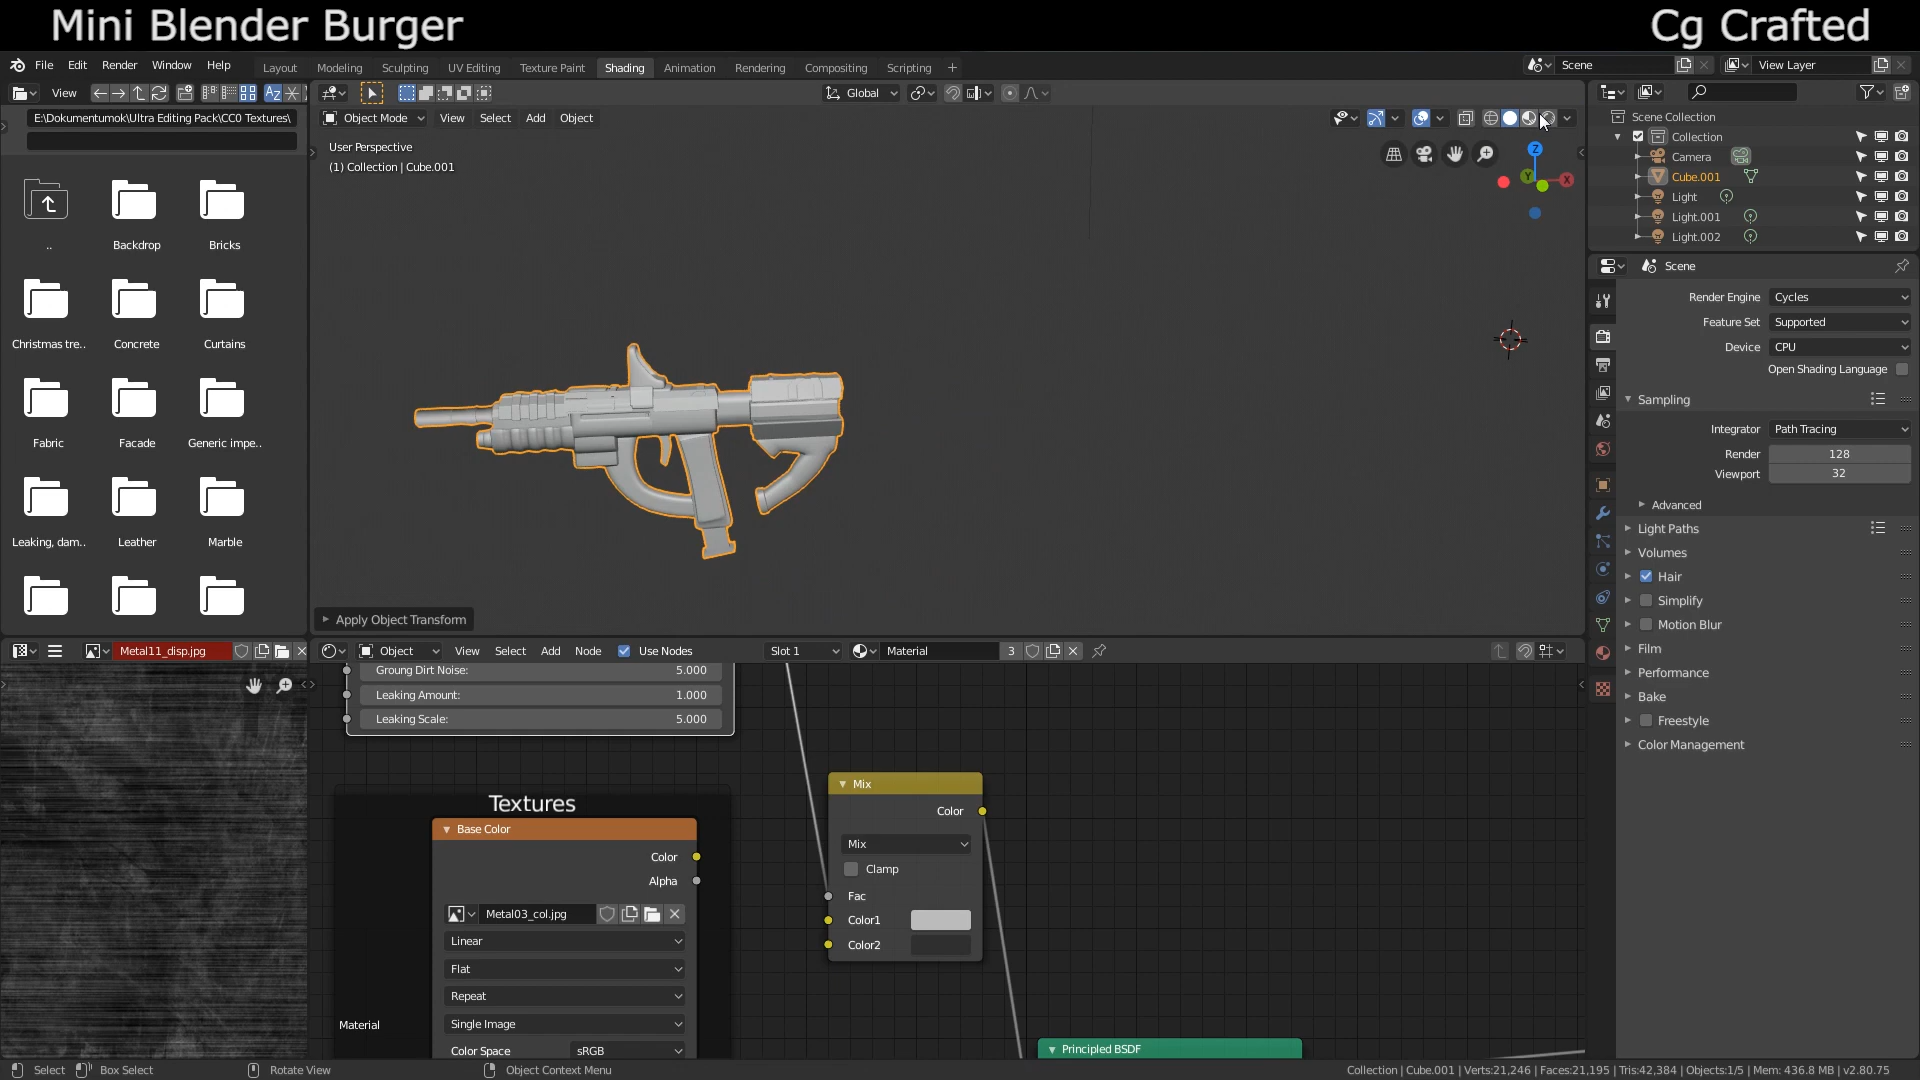 Mini Blender Burger
Cg Crafted
File Edit Render Window Help
Layout Modeling Sculpting UV Editing Texture Paint Shading Animation Rendering Compositing Scripting +
Scene
View Layer
View
Global
E:\Dokumentumok\Ultra Editing Pack\CC0 Textures\
..
Backdrop
Bricks
Christmas tre..
Concrete
Curtains
Fabric
Facade
Generic impe..
Leaking, dam..
Leather
Marble
Object Mode View Select Add Object
User Perspective
(1) Collection | Cube.001
Z
Y
X
Apply Object Transform
Scene Collection
Collection
Camera
Cube.001
Light
Light.001
Light.002
Scene
Render Engine Cycles
Feature Set Supported
Device CPU
Open Shading Language
Sampling
Integrator Path Tracing
Render 128
Viewport 32
Advanced
Light Paths
Volumes
Hair
Simplify
Motion Blur
Film
Performance
Bake
Freestyle
Color Management
Metal11_disp.jpg
Object View Select Add Node Use Nodes Slot 1 Material 3
Groung Dirt Noise: 5.000
Leaking Amount: 1.000
Leaking Scale: 5.000
Textures
Base Color
Color
Alpha
Metal03_col.jpg
Linear
Flat
Repeat
Single Image
Color Space sRGB
Material
Mix
Color
Mix
Clamp
Fac
Color1
Color2
Principled BSDF
Select Box Select Rotate View Object Context Menu
Collection | Cube.001 | Verts:21,246 | Faces:21,195 | Tris:42,384 | Objects:1/5 | Mem: 436.8 MB | v2.80.75